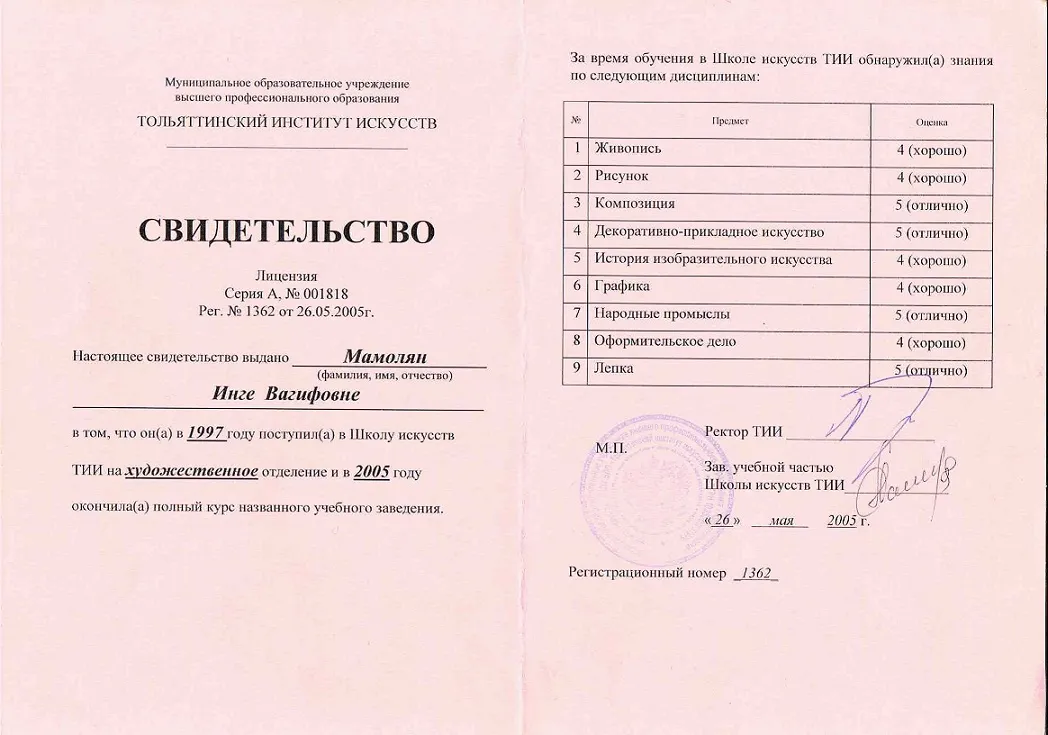 Муниципальное образовательное учреждение
высшего профессионального образования
ТОЛЬЯТТИНСКИЙ ИНСТИТУТ ИСКУССТВ
СВИДЕТЕЛЬСТВО
Лицензия
Серия А, № 001818
Рег. № 1362 от 26.05.2005г.
Настоящее свидетельство выдано Мамолян
(фамилия, имя, отчество)
Инге Вагифовне
в том, что он(а) в 1997 году поступил(а) в Школу искусств
ТИИ на художественное отделение и в 2005 году
окончила(а) полный курс названного учебного заведения.
За время обучения в Школе искусств ТИИ обнаружил(а) знания
по следующим дисциплинам:
№ Предмет Оценка
1 Живопись 4 (хорошо)
2 Рисунок 4 (хорошо)
3 Композиция 5 (отлично)
4 Декоративно-прикладное искусство 5 (отлично)
5 История изобразительного искусства 4 (хорошо)
6 Графика 4 (хорошо)
7 Народные промыслы 5 (отлично)
8 Оформительское дело 4 (хорошо)
9 Лепка 5 (отлично)
Ректор ТИИ
М.П.
Зав. учебной частью
Школы искусств ТИИ
« 26 » мая 2005 г.
Регистрационный номер 1362